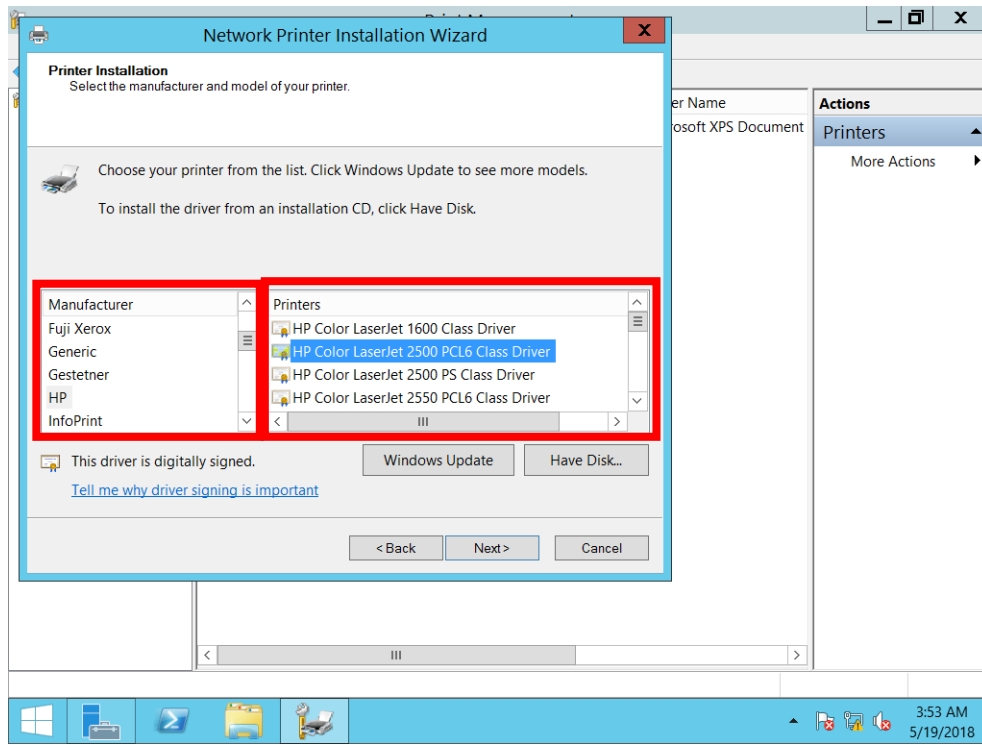 Network Printer Installation Wizard
X
X
Printer Installation
Select the manufacturer and model of your printer.
er Name
Actions
rosoft XPS Document
Printers
More Actions
Choose your printer from the list. Click Windows Update to see more models.
To install the driver from an installation CD, click Have Disk.
Manufacturer
Fuji Xerox
Generic
Gestetner
HP
InfoPrint
Printers
HP Color LaserJet 1600 Class Driver
HP Color LaserJet 2500 PCL6 Class Driver
HP Color LaserJet 2500 PS Class Driver
HP Color LaserJet 2550 PCL6 Class Driver
This driver is digitally signed.
Windows Update
Have Disk...
Tell me why driver signing is important
< Back
Next >
Cancel
3:53 AM
5/19/2018